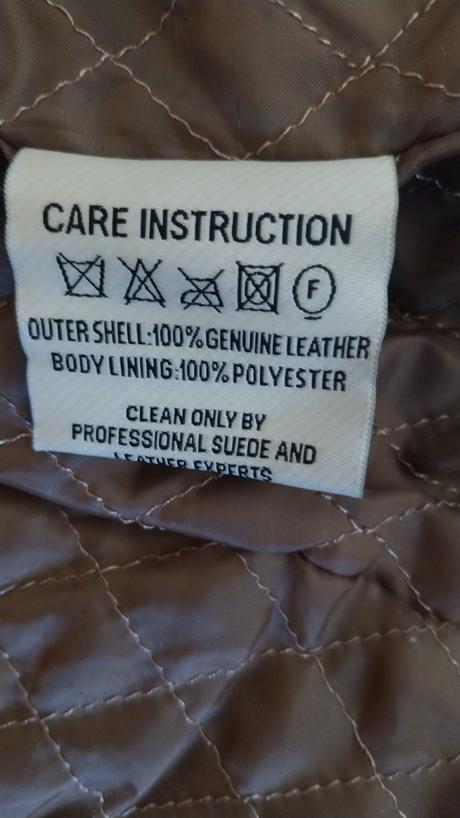 CARE INSTRUCTION
F
OUTER SHELL:100%GENUINE LEATHER
BODY LINING:100%POLYESTER
CLEAN ONLY BY
PROFESSIONAL SUEDE AND
LEATHER EXPERTS